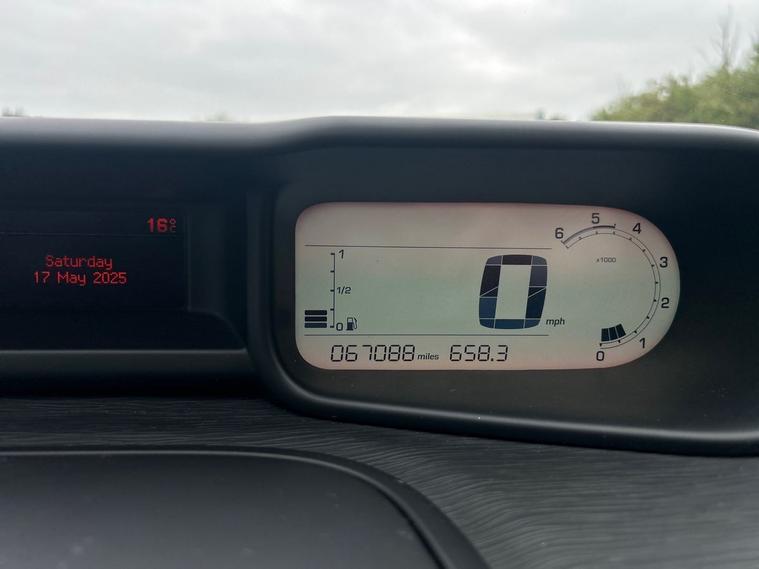 16°C
Saturday
17 May 2025
1
1/2
0
0 mph
067088 miles 658.3
6 5 4 3 2 1 0
x1000